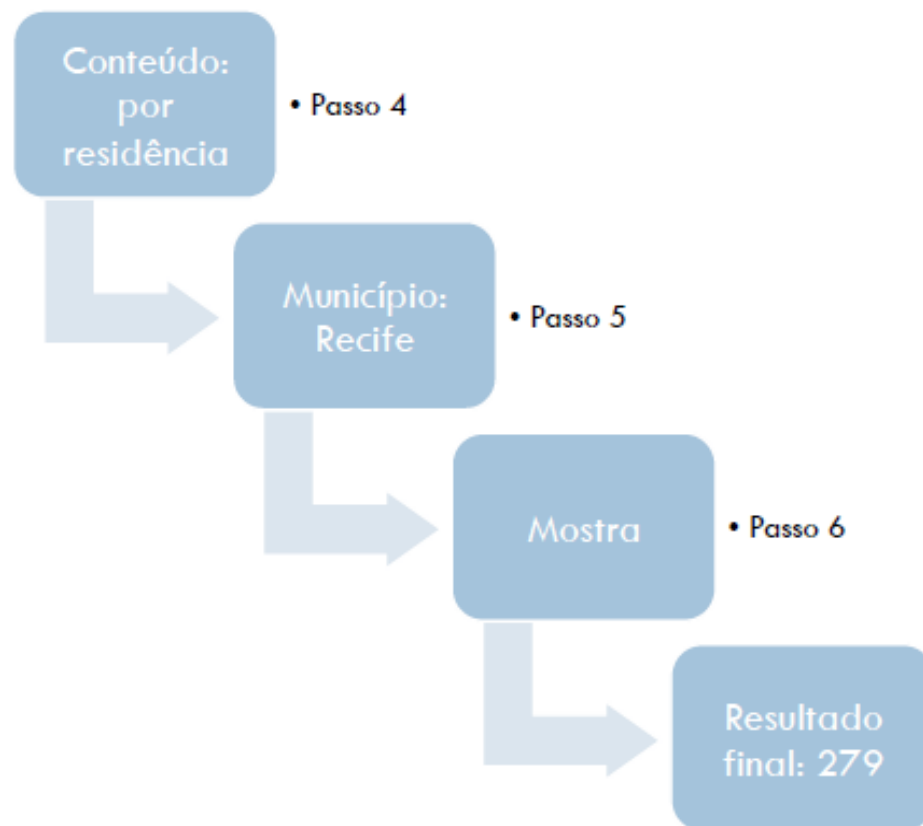 Conteúdo:
por
residência
• Passo 4
Município:
Recife
• Passo 5
Mostra
• Passo 6
Resultado
final: 279